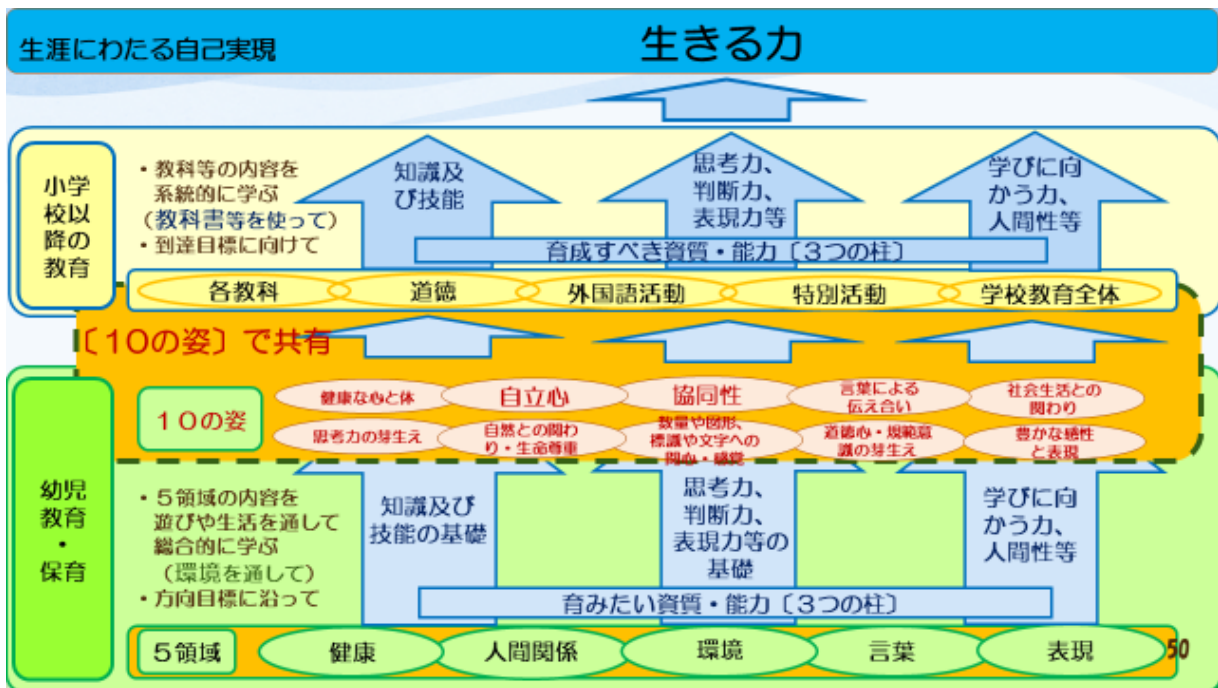 生涯にわたる自己実現
生きる力
小学
校以
降の
教育
・教科等の内容を
系統的に学ぶ
(教科書等を使って)
・到達目標に向けて
知識及
び技能
思考力、
判断力、
表現力等
学びに向
かう力、
人間性等
育成すべき資質・能力〔3つの柱〕
各教科
道徳
外国語活動
特別活動
学校教育全体
〔10の姿〕で共有
10の姿
健康な心と体
自立心
協同性
言葉による
伝え合い
社会生活との
関わり
思考力の芽生え
自然との関わ
り・生命尊重
数量や図形、
標識や文字への
関心・感覚
道徳心・規範意
識の芽生え
豊かな感性
と表現
幼児
教育
・
保育
・5領域の内容を
遊びや生活を通して
総合的に学ぶ
(環境を通して)
・方向目標に沿って
知識及び
技能の基礎
思考力、
判断力、
表現力等の
基礎
学びに向
かう力、
人間性等
育みたい資質・能力〔3つの柱〕
5領域
健康
人間関係
環境
言葉
表現
50